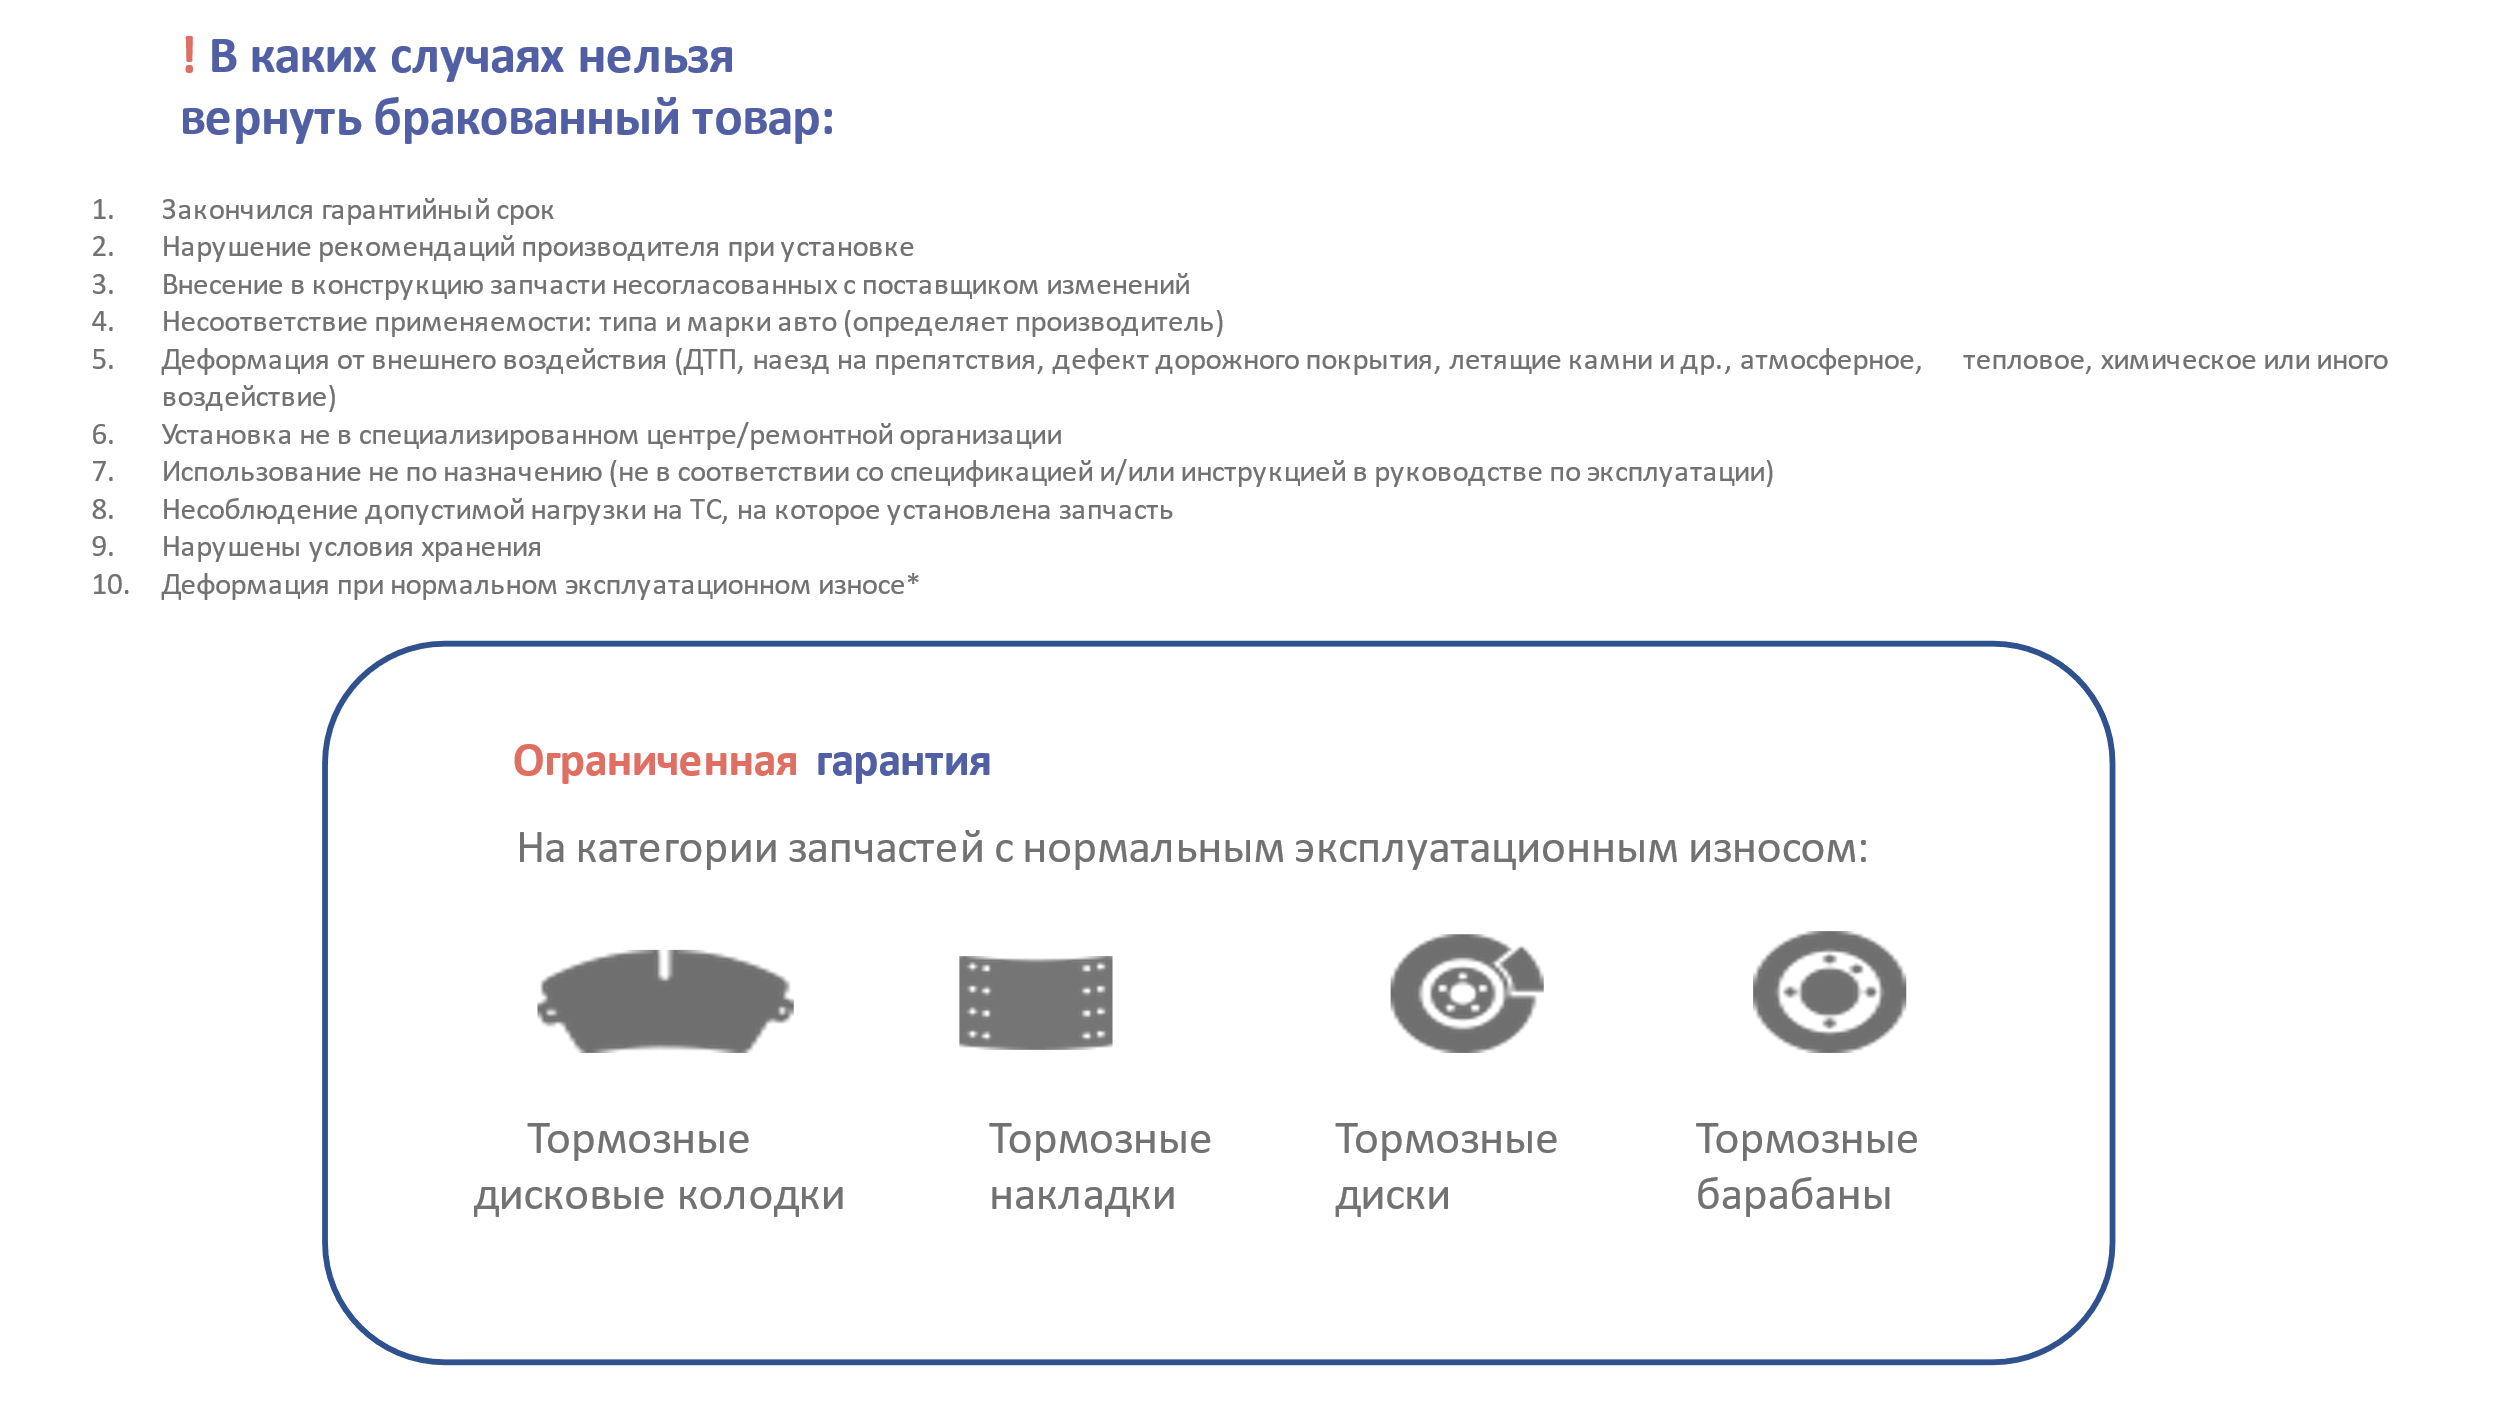 ! В каких случаях нельзя
вернуть бракованный товар:
1. Закончился гарантийный срок
2. Нарушение рекомендаций производителя при установке
3. Внесение в конструкцию запчасти несогласованных с поставщиком изменений
4. Несоответствие применяемости: типа и марки авто (определяет производитель)
5. Деформация от внешнего воздействия (ДТП, наезд на препятствия, дефект дорожного покрытия, летящие камни и др., атмосферное, тепловое, химическое или иного
воздействие)
6. Установка не в специализированном центре/ремонтной организации
7. Использование не по назначению (не в соответствии со спецификацией и/или инструкцией в руководстве по эксплуатации)
8. Несоблюдение допустимой нагрузки на ТС, на которое установлена запчасть
9. Нарушены условия хранения
10. Деформация при нормальном эксплуатационном износе*
Ограниченная гарантия
На категории запчастей с нормальным эксплуатационным износом:
Тормозные
дисковые колодки
Тормозные
накладки
Тормозные
диски
Тормозные
барабаны